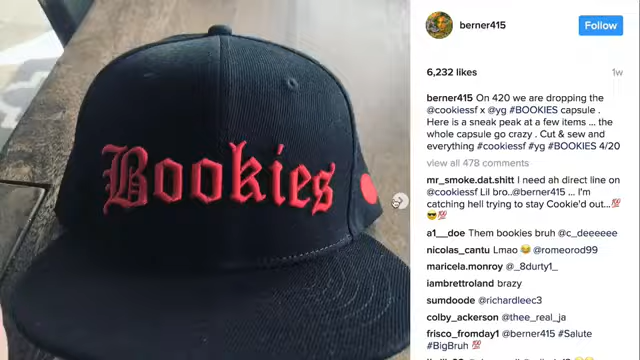 Bookies
berner415
Follow
6,232 likes
1w
berner415 On 420 we are dropping the
@cookiessf x @yg #BOOKIES capsule .
Here is a sneak peak at a few items ... the
whole capsule go crazy . Cut & sew and
everything #cookiessf #yg #BOOKIES 4/20
view all 478 comments
mr_smoke.dat.shitt I need ah direct line on
@cookiessf Lil bro..@berner415 ... I'm
catching hell trying to stay Cookie'd out...💯
😎💯
a1__doe Them bookies bruh @c_deeeeee
nicolas_cantu Lmao 😂 @romeorod99
maricela.monroy @_8durty1_
iambrettroland brazy
sumdoode @richardleec3
colby_ackerson @thee_real_ja
frisco_fromday1 @berner415 #Salute
#BigBruh 💯